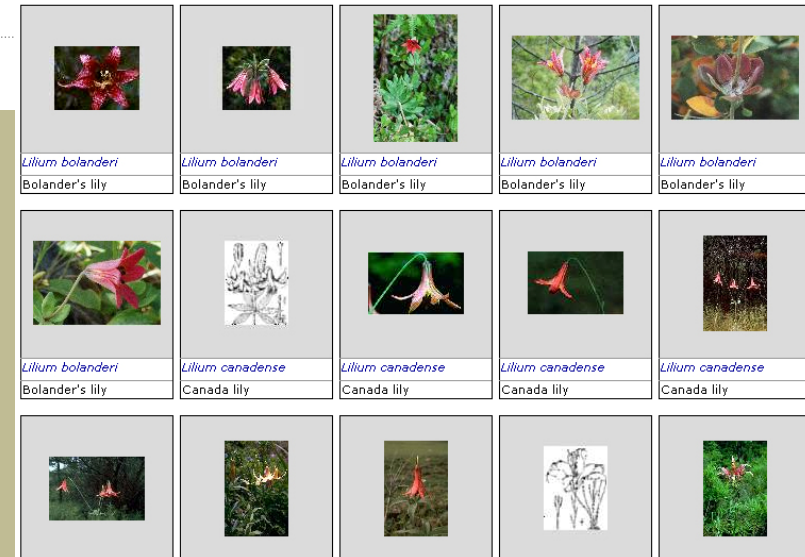 Lilium bolanderi Lilium bolanderi Lilium bolanderi Lilium bolanderi Lilium bolanderi
Bolander's lily Bolander's lily Bolander's lily Bolander's lily Bolander's lily
Lilium bolanderi Lilium canadense Lilium canadense Lilium canadense Lilium canadense
Bolander's lily Canada lily Canada lily Canada lily Canada lily